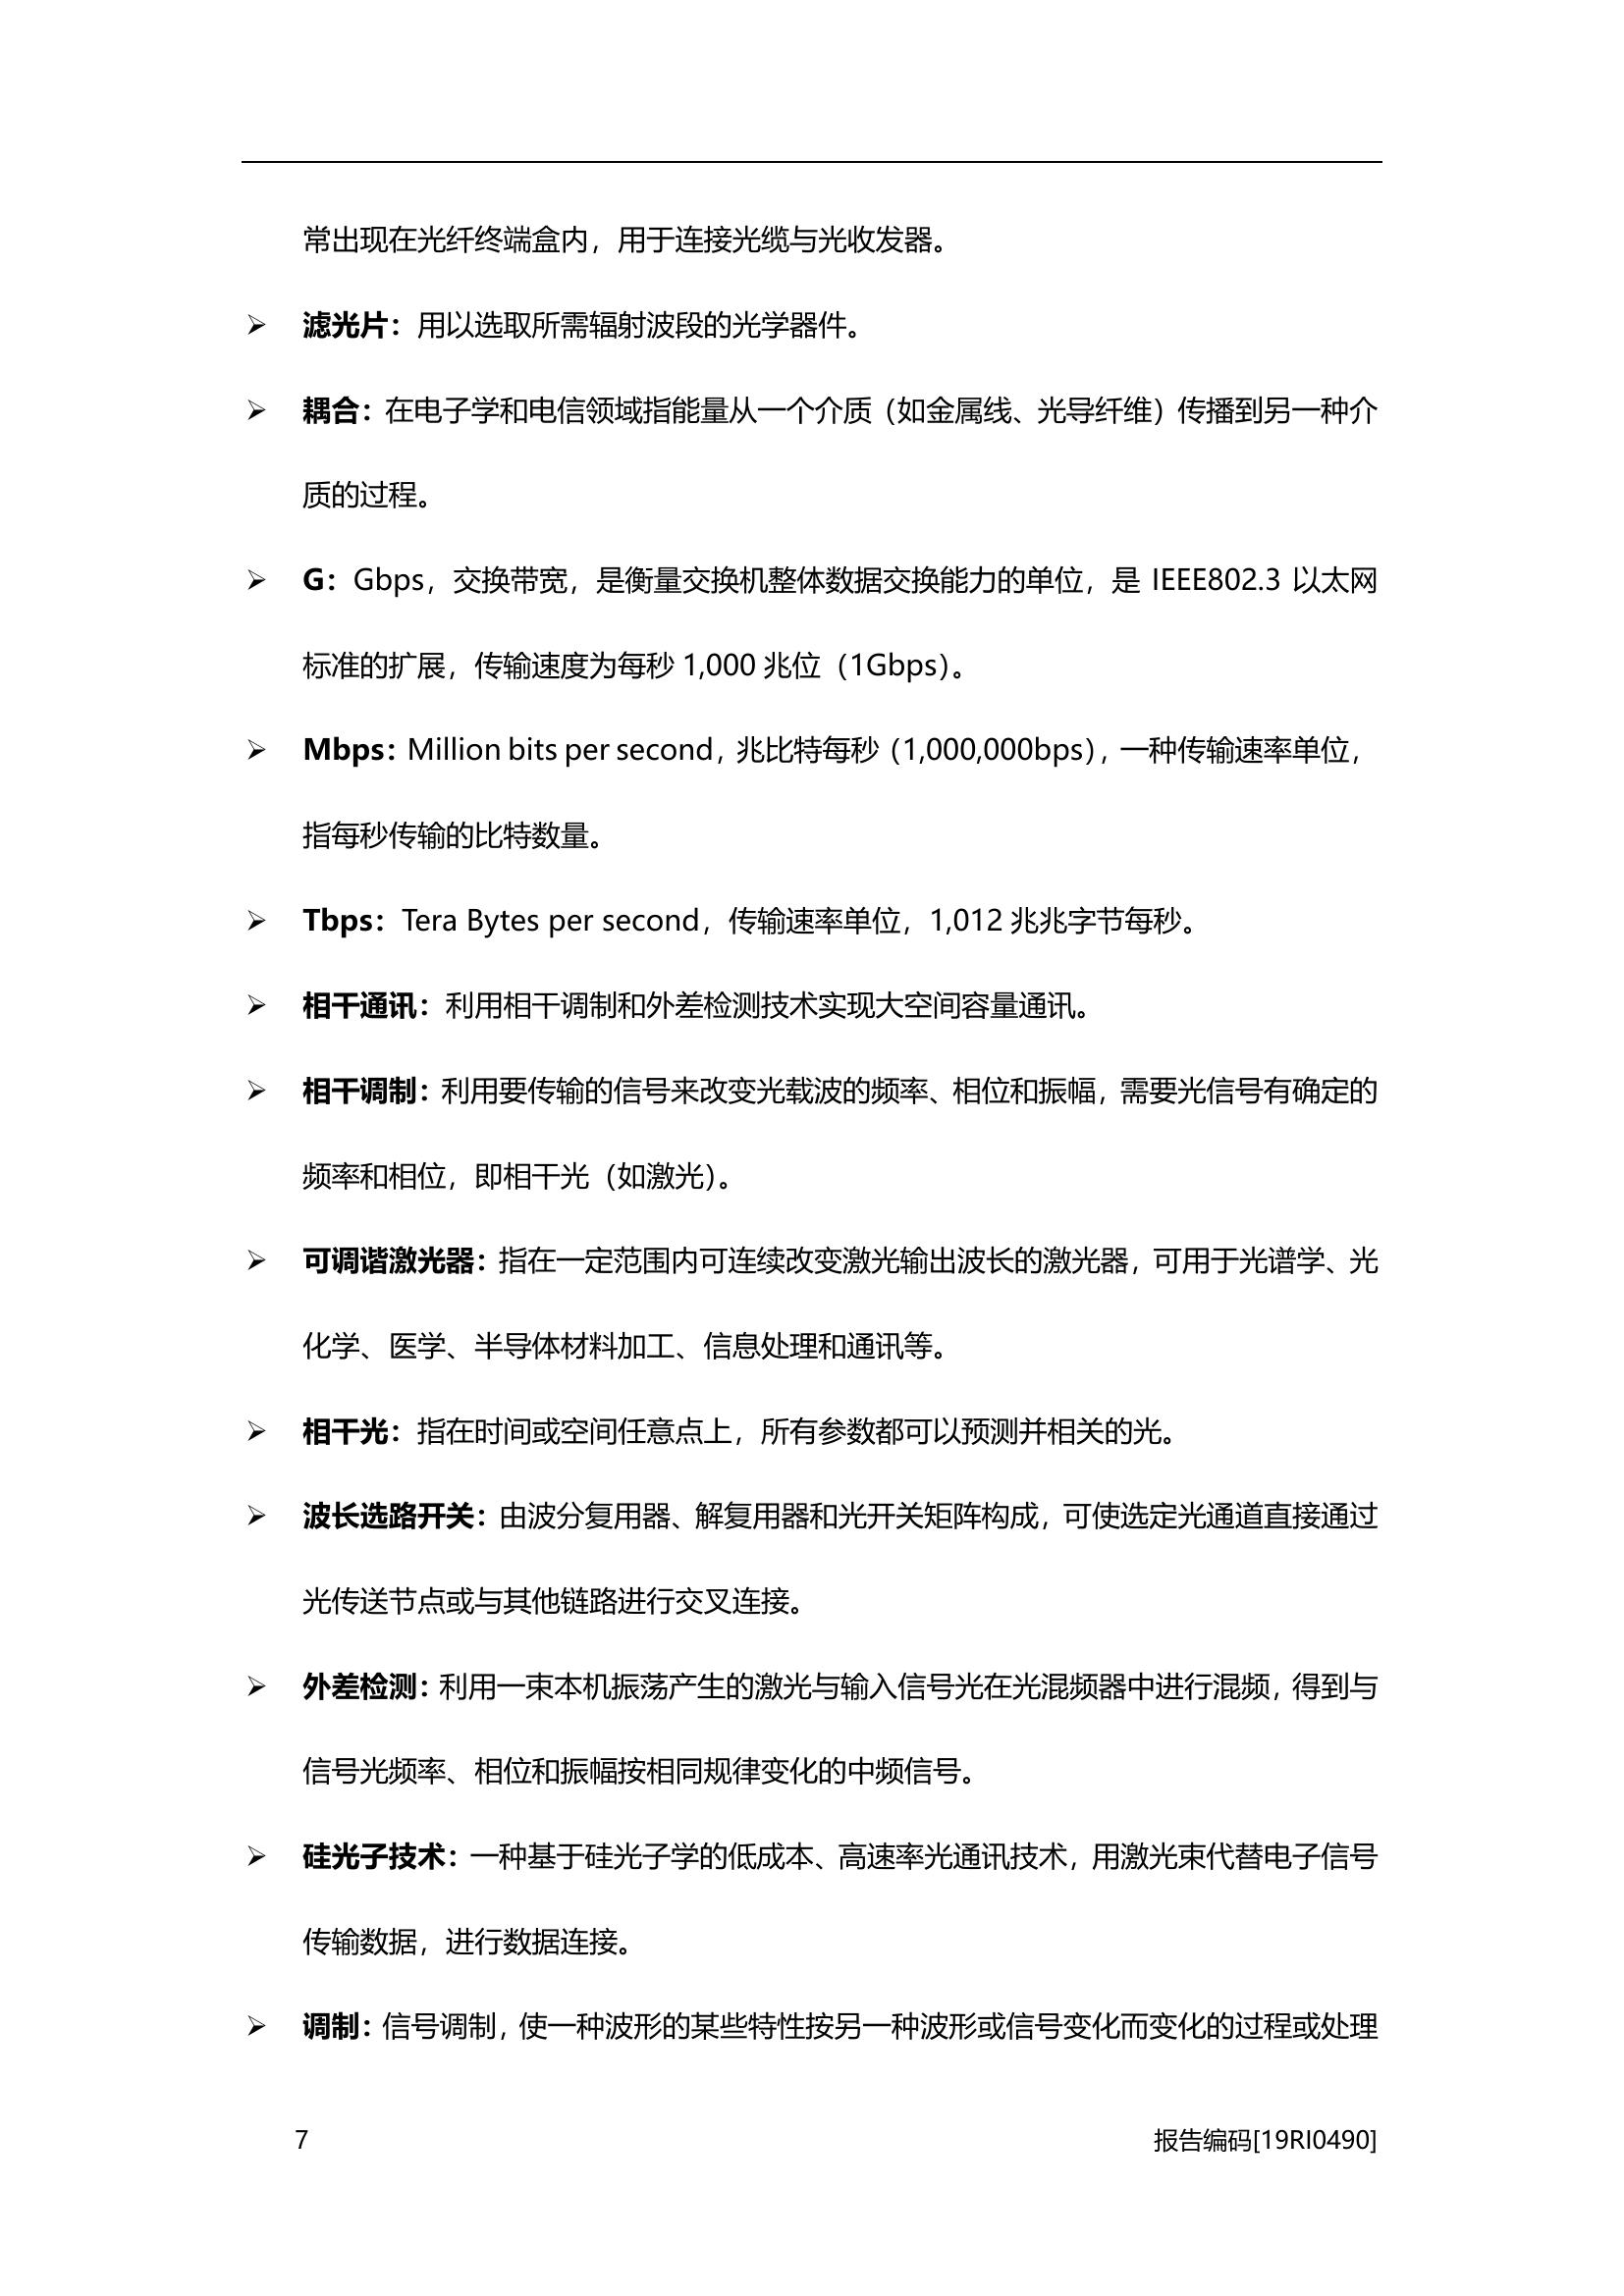 常出现在光纤终端盒内，用于连接光缆与光收发器。
➢ 滤光片：用以选取所需辐射波段的光学器件。
➢ 耦合：在电子学和电信领域指能量从一个介质（如金属线、光导纤维）传播到另一种介
质的过程。
➢ G：Gbps，交换带宽，是衡量交换机整体数据交换能力的单位，是 IEEE802.3 以太网
标准的扩展，传输速度为每秒 1,000 兆位（1Gbps）。
➢ Mbps：Million bits per second，兆比特每秒（1,000,000bps），一种传输速率单位，
指每秒传输的比特数量。
➢ Tbps：Tera Bytes per second，传输速率单位，1,012 兆兆字节每秒。
➢ 相干通讯：利用相干调制和外差检测技术实现大空间容量通讯。
➢ 相干调制：利用要传输的信号来改变光载波的频率、相位和振幅，需要光信号有确定的
频率和相位，即相干光（如激光）。
➢ 可调谐激光器：指在一定范围内可连续改变激光输出波长的激光器，可用于光谱学、光
化学、医学、半导体材料加工、信息处理和通讯等。
➢ 相干光：指在时间或空间任意点上，所有参数都可以预测并相关的光。
➢ 波长选路开关：由波分复用器、解复用器和光开关矩阵构成，可使选定光通道直接通过
光传送节点或与其他链路进行交叉连接。
➢ 外差检测：利用一束本机振荡产生的激光与输入信号光在光混频器中进行混频，得到与
信号光频率、相位和振幅按相同规律变化的中频信号。
➢ 硅光子技术：一种基于硅光子学的低成本、高速率光通讯技术，用激光束代替电子信号
传输数据，进行数据连接。
➢ 调制：信号调制，使一种波形的某些特性按另一种波形或信号变化而变化的过程或处理
7 报告编码[19RI0490]